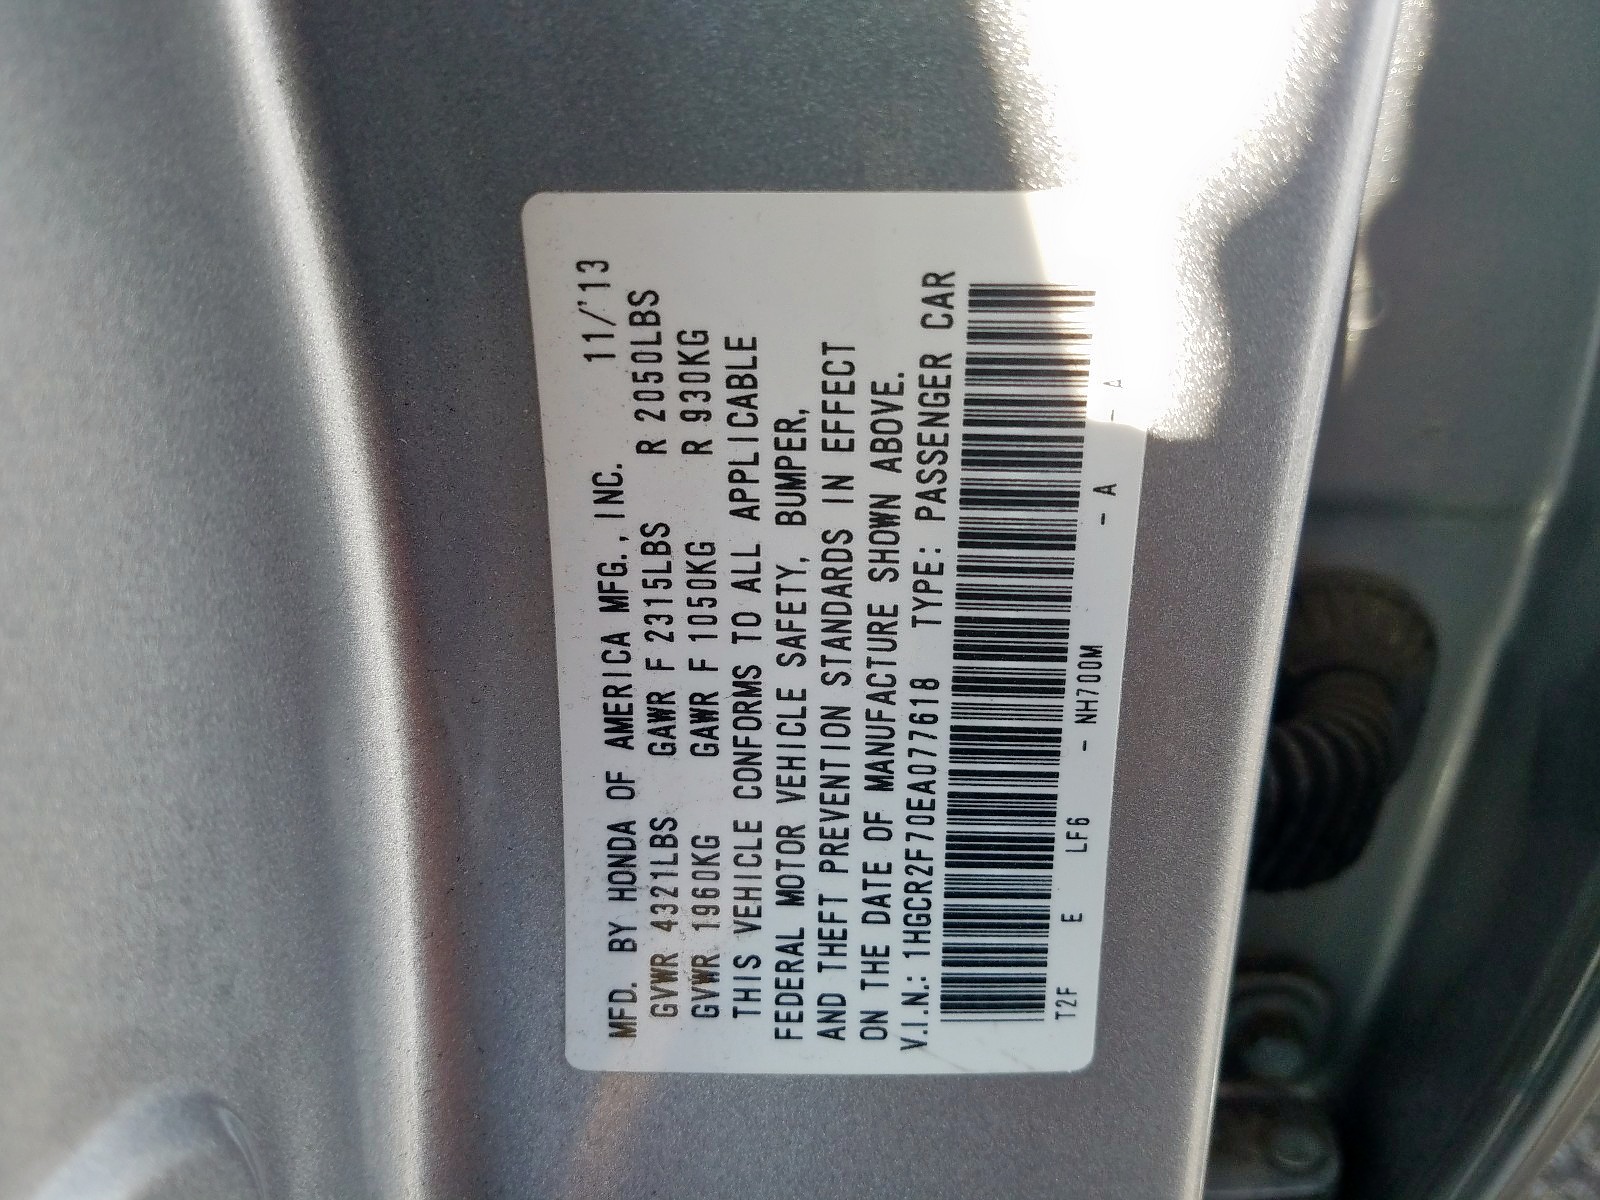 MFD. BY HONDA OF AMERICA MFG., INC. 11/'13
GVWR 4321LBS GAWR F 2315LBS R 2050LBS
GVWR 1960KG GAWR F 1050KG R 930KG
THIS VEHICLE CONFORMS TO ALL APPLICABLE
FEDERAL MOTOR VEHICLE SAFETY, BUMPER,
AND THEFT PREVENTION STANDARDS IN EFFECT
ON THE DATE OF MANUFACTURE SHOWN ABOVE.
V.I.N.: 1HGCR2F70EA077618 TYPE: PASSENGER CAR
T2F E LF6 - NH700M - A - A